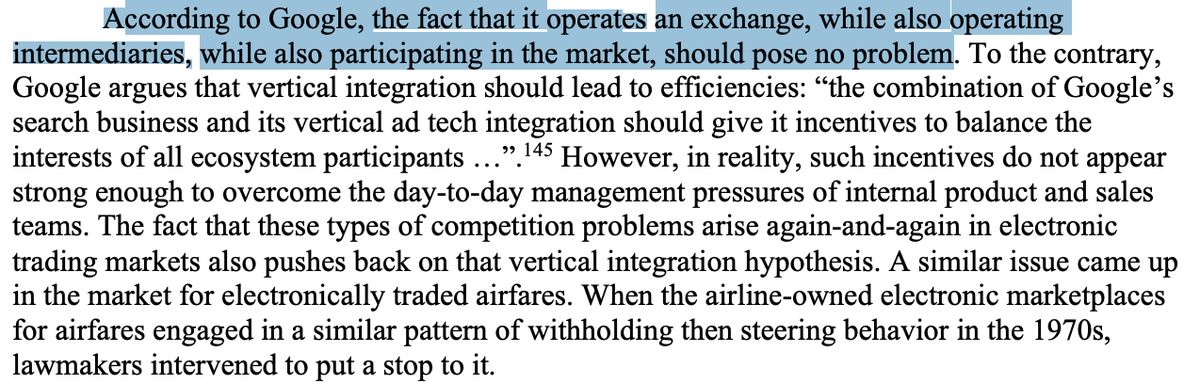 According to Google, the fact that it operates an exchange, while also operating
intermediaries, while also participating in the market, should pose no problem. To the contrary,
Google argues that vertical integration should lead to efficiencies: “the combination of Google’s
search business and its vertical ad tech integration should give it incentives to balance the
interests of all ecosystem participants …”.145 However, in reality, such incentives do not appear
strong enough to overcome the day-to-day management pressures of internal product and sales
teams. The fact that these types of competition problems arise again-and-again in electronic
trading markets also pushes back on that vertical integration hypothesis. A similar issue came up
in the market for electronically traded airfares. When the airline-owned electronic marketplaces
for airfares engaged in a similar pattern of withholding then steering behavior in the 1970s,
lawmakers intervened to put a stop to it.